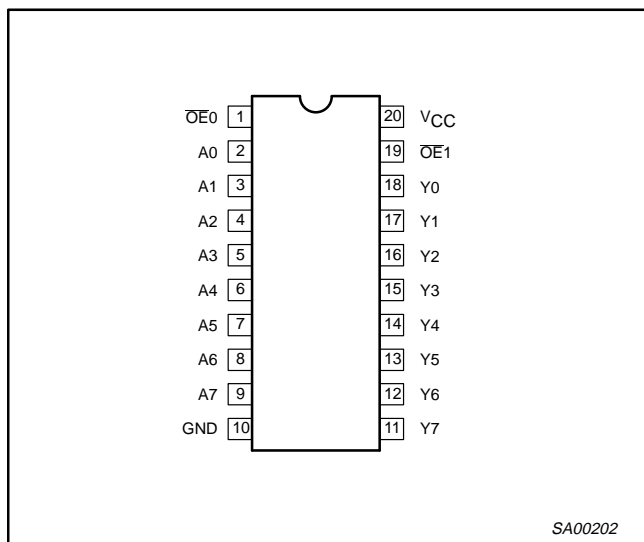 O̅E̅0 1 20 VCC
A0 2 19 O̅E̅1
A1 3 18 Y0
A2 4 17 Y1
A3 5 16 Y2
A4 6 15 Y3
A5 7 14 Y4
A6 8 13 Y5
A7 9 12 Y6
GND 10 11 Y7
SA00202